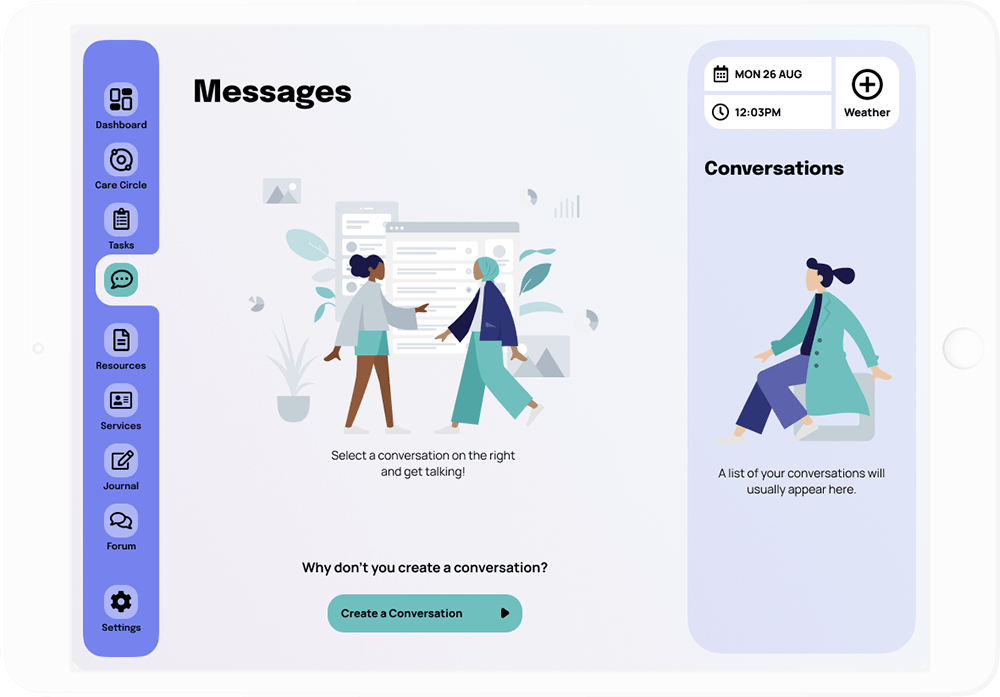 Dashboard
Care Circle
Tasks
Resources
Services
Journal
Forum
Settings
Messages
Select a conversation on the right
and get talking!
Why don't you create a conversation?
Create a Conversation
MON 26 AUG
12:03PM
Weather
Conversations
A list of your conversations will
usually appear here.